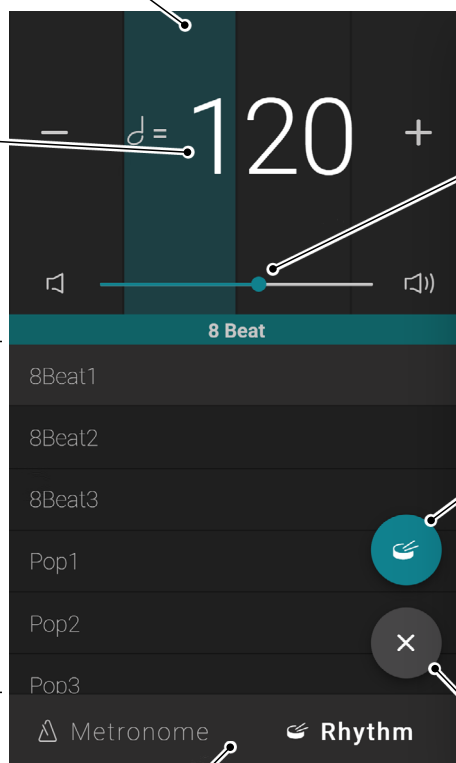 − 𝅗𝅥 = 120 +
8 Beat
8Beat1
8Beat2
8Beat3
Pop1
Pop2
Pop3
Metronome Rhythm